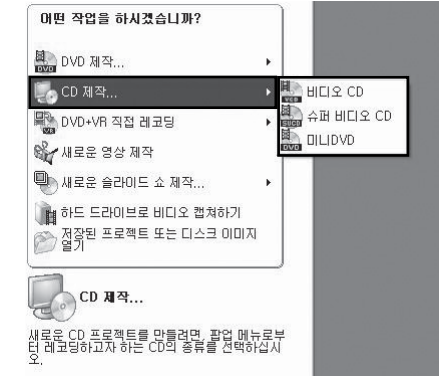 어떤 작업을 하시겠습니까?
DVD 제작...
CD 제작...
비디오 CD
슈퍼 비디오 CD
미니DVD
DVD+VR 직접 레코딩
새로운 영상 제작
새로운 슬라이드 쇼 제작...
하드 드라이브로 비디오 캡쳐하기
저장된 프로젝트 또는 디스크 이미지
열기
CD 제작...
새로운 CD 프로젝트를 만들려면, 팝업 메뉴로부
터 레코딩하고자 하는 CD의 종류를 선택하십시
오.